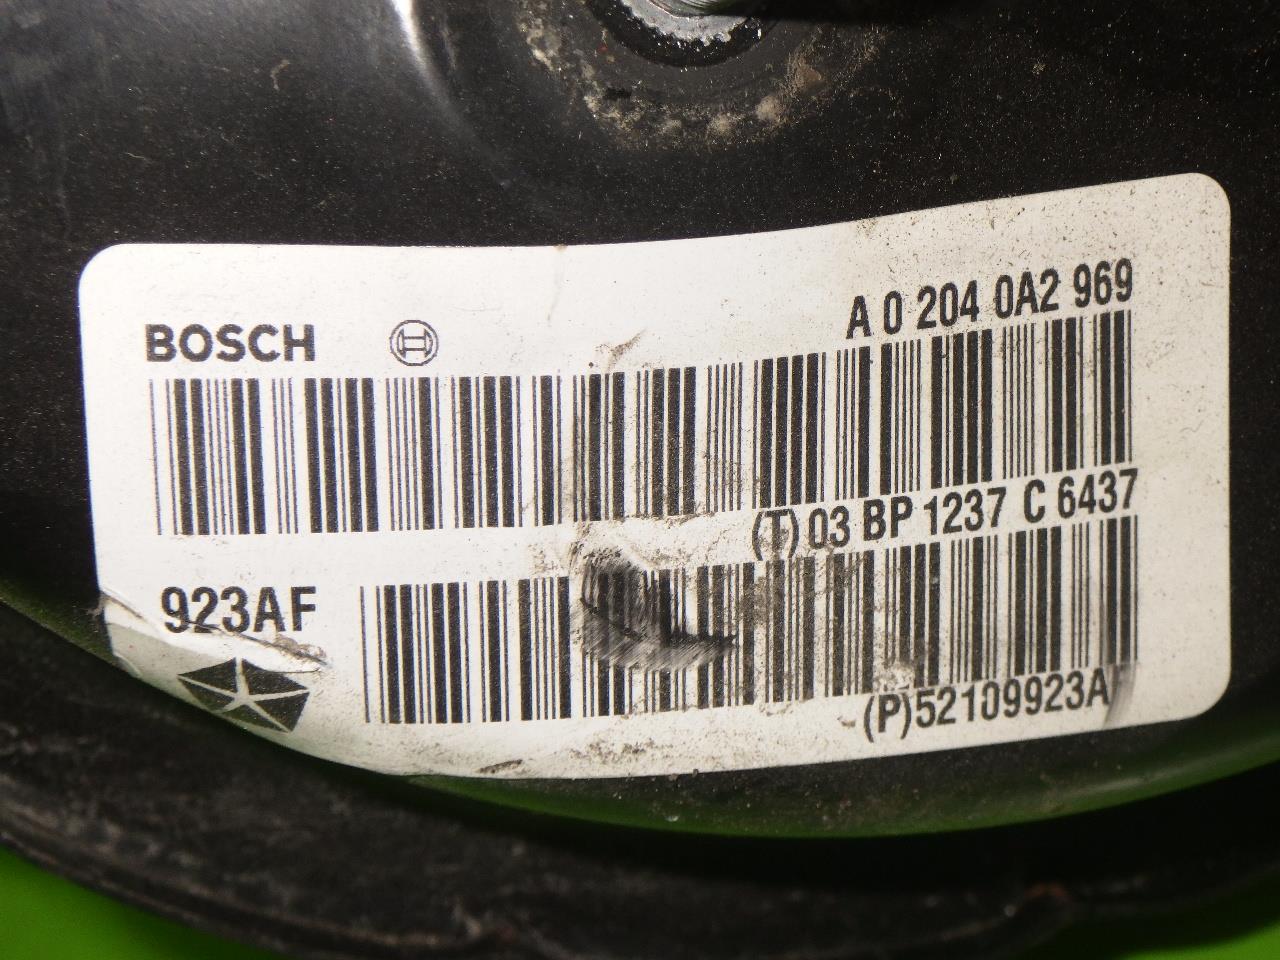 A 0 204 0A2 969
BOSCH
(T) 03 BP 1237 C 6437
923AF
(P)52109923A